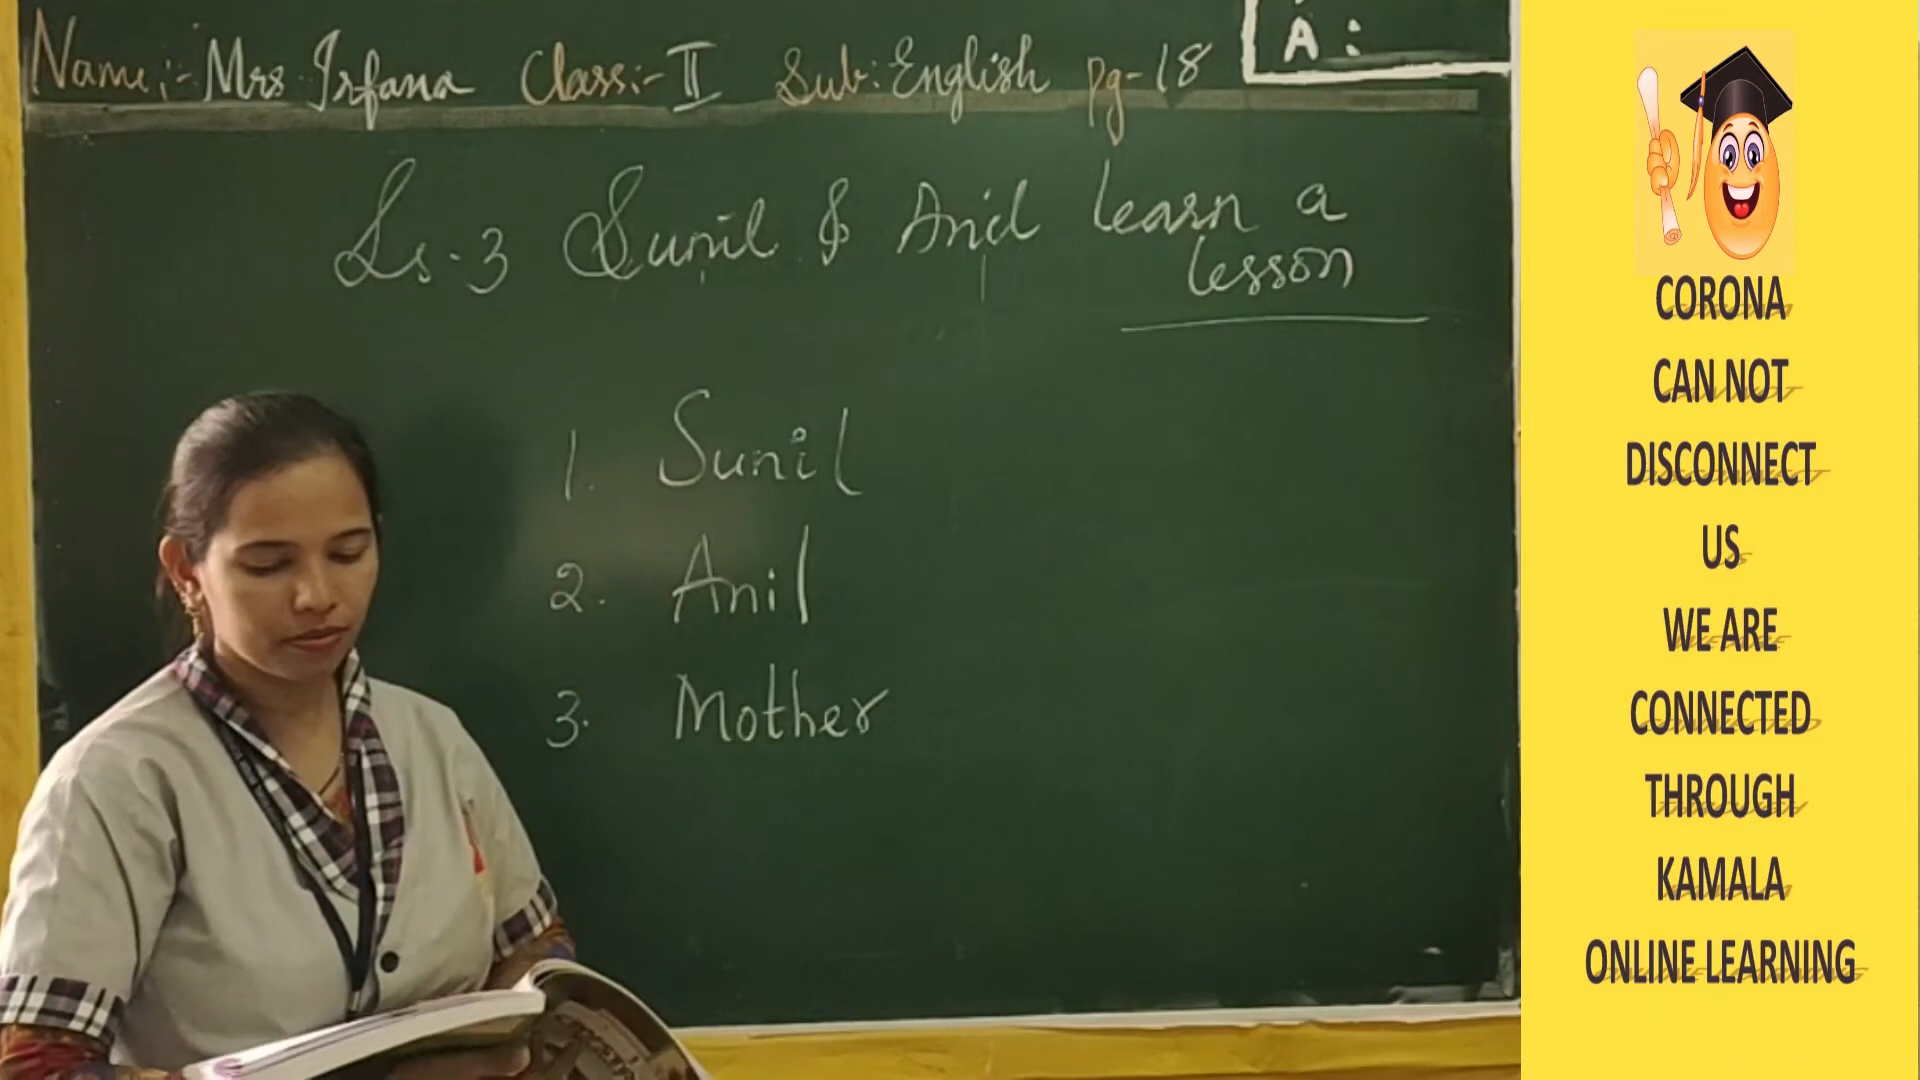 Name:- Mrs Irfana Class:- II Sub: English pg-18
A:
Ls.3 Sunil & Anil learn a
lesson
1. Sunil
2. Anil
3. Mother
CORONA
CAN NOT
DISCONNECT
US
WE ARE
CONNECTED
THROUGH
KAMALA
ONLINE LEARNING